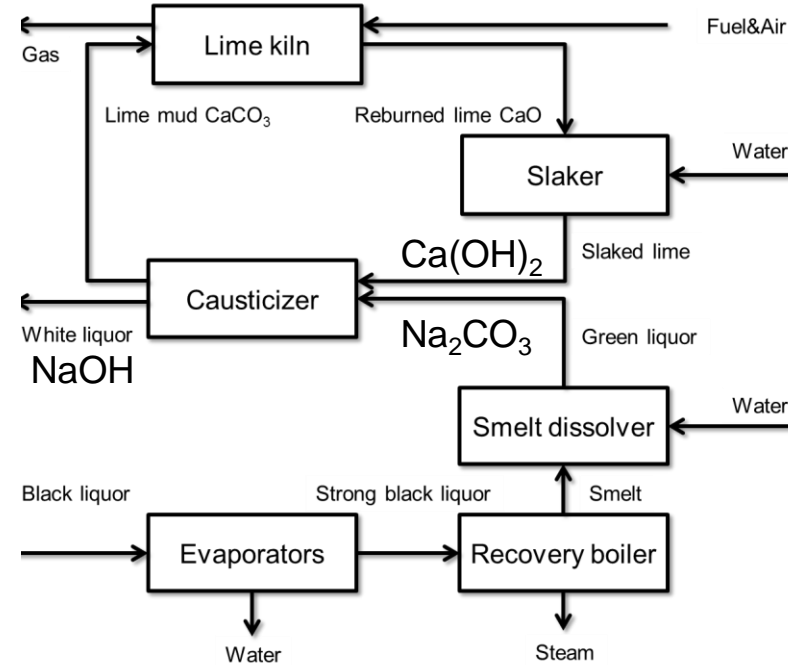 Fuel&Air
Lime kiln
Gas
Lime mud CaCO₃
Reburned lime CaO
Water
Slaker
Ca(OH)₂
Slaked lime
Causticizer
White liquor
NaOH
Na₂CO₃
Green liquor
Water
Smelt dissolver
Black liquor
Strong black liquor
Smelt
Evaporators
Recovery boiler
Water
Steam